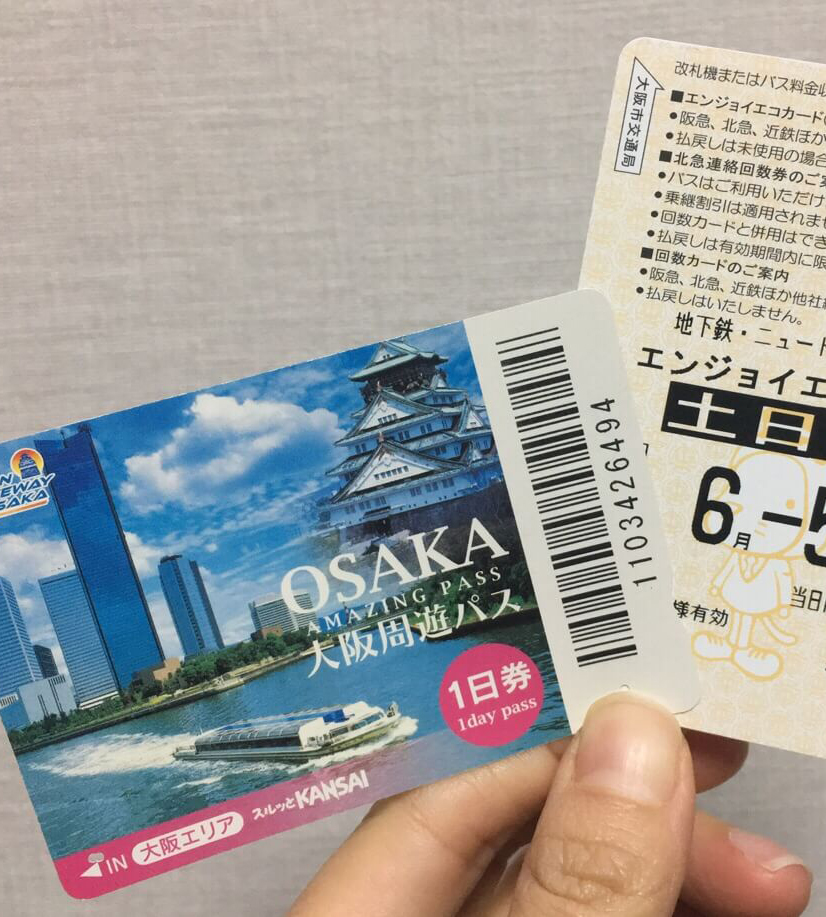 OSAKA
AMAZING PASS
大阪周遊パス
1日券
1day pass
1103426494
IN 大阪エリア
スルッとKANSAI
大阪市交通局
改札機またはバス料金
■エンジョイエコカード
●阪急、北急、近鉄ほか
●払戻しは未使用の場合
■北急連絡回数券のご案
●バスはご利用いただけ
●乗継割引は適用されませ
●回数カードと併用はでき
●払戻しは有効期間内に限
■回数カードのご案内
●阪急、北急、近鉄ほか他社
●払戻しはいたしません。
地下鉄・ニュート
エンジョイエ
土日
6月-5
当日
様有効